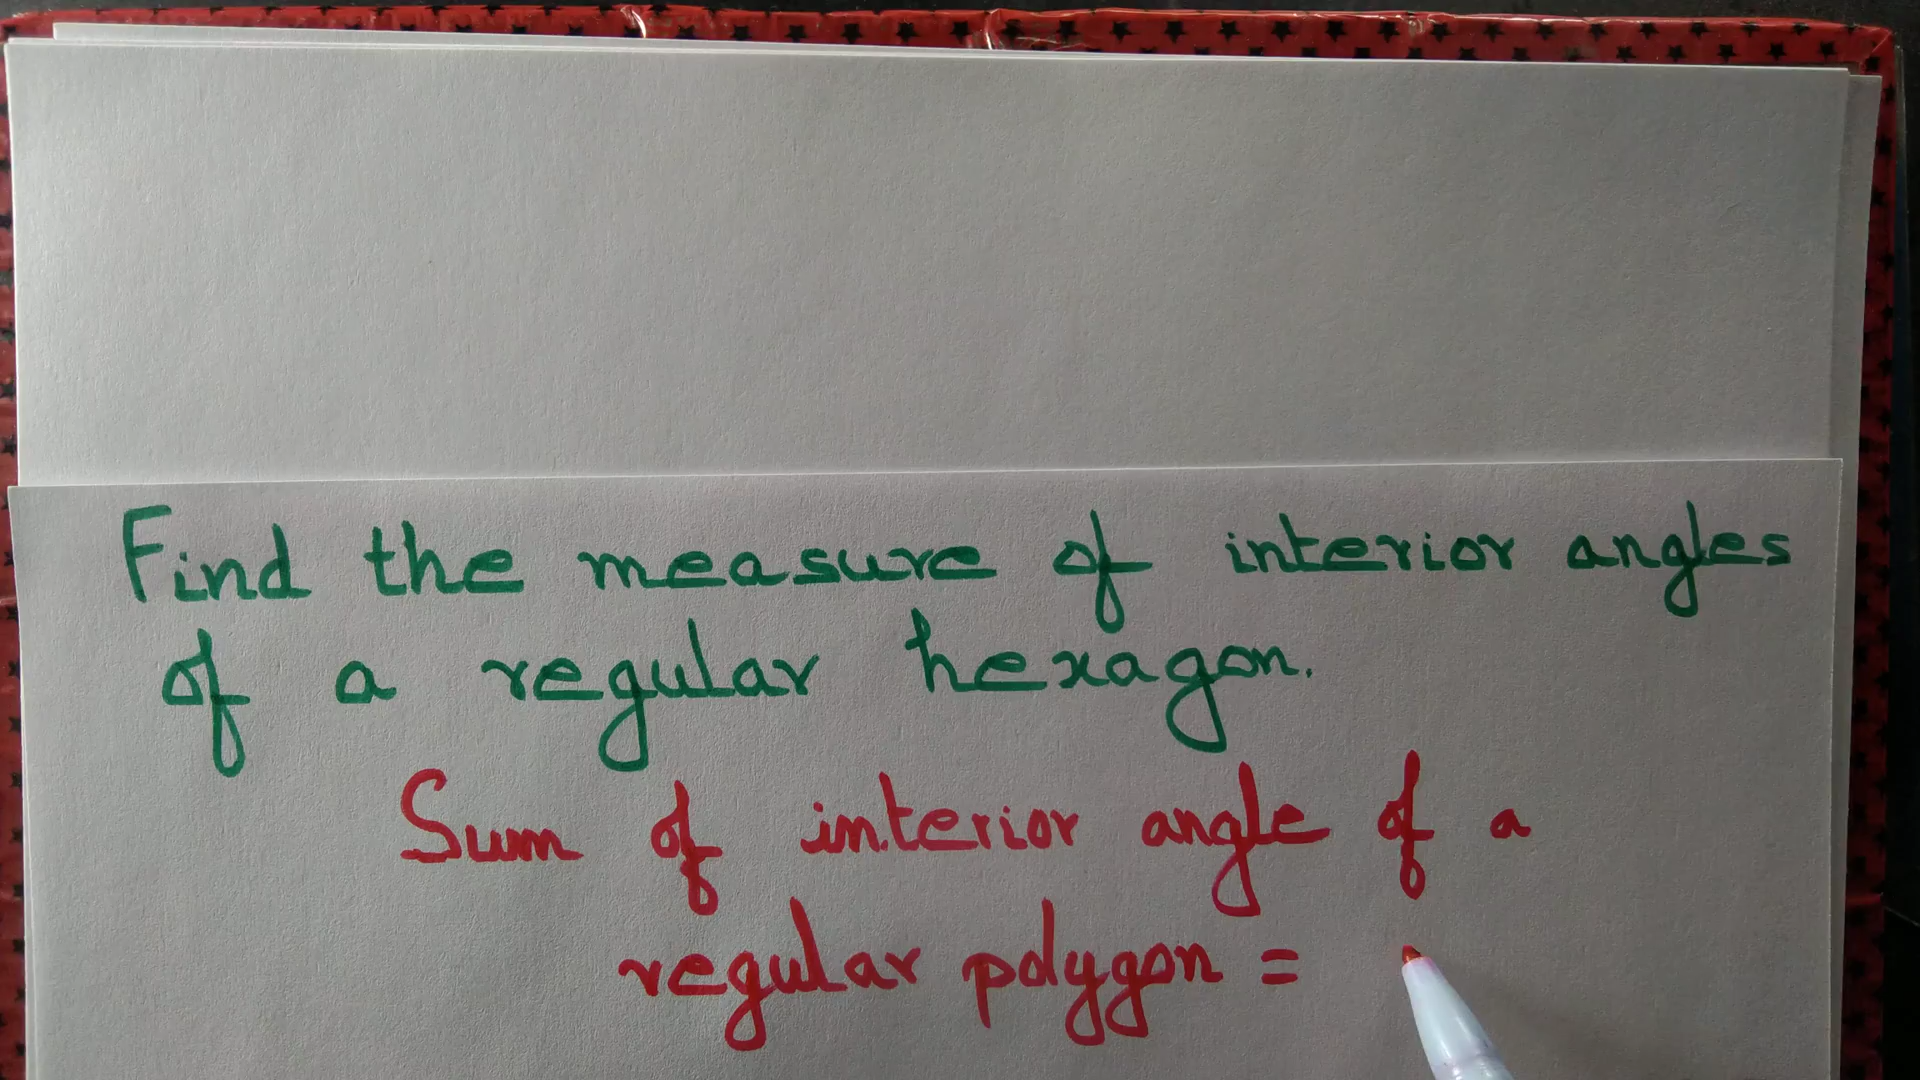 Find the measure of interior angles
of a regular hexagon.
Sum of interior angle of a
regular polygon =